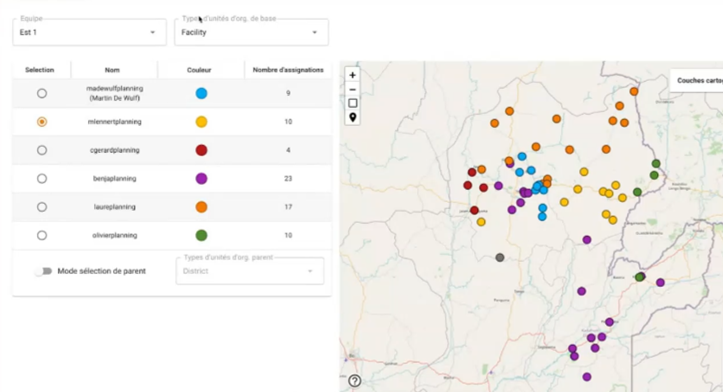 Equipe
Types d'unités d'org. de base
Est 1
Facility
Selection
Nom
Couleur
Nombre d'assignations
madewulfplanning
(Martin De Wulf)
9
mlennertplanning
10
cgerardplanning
4
benjaplanning
23
laureplanning
17
olivierplanning
10
Mode sélection de parent
Types d'unités d'org. parent
District
+
−
Couches carto
?